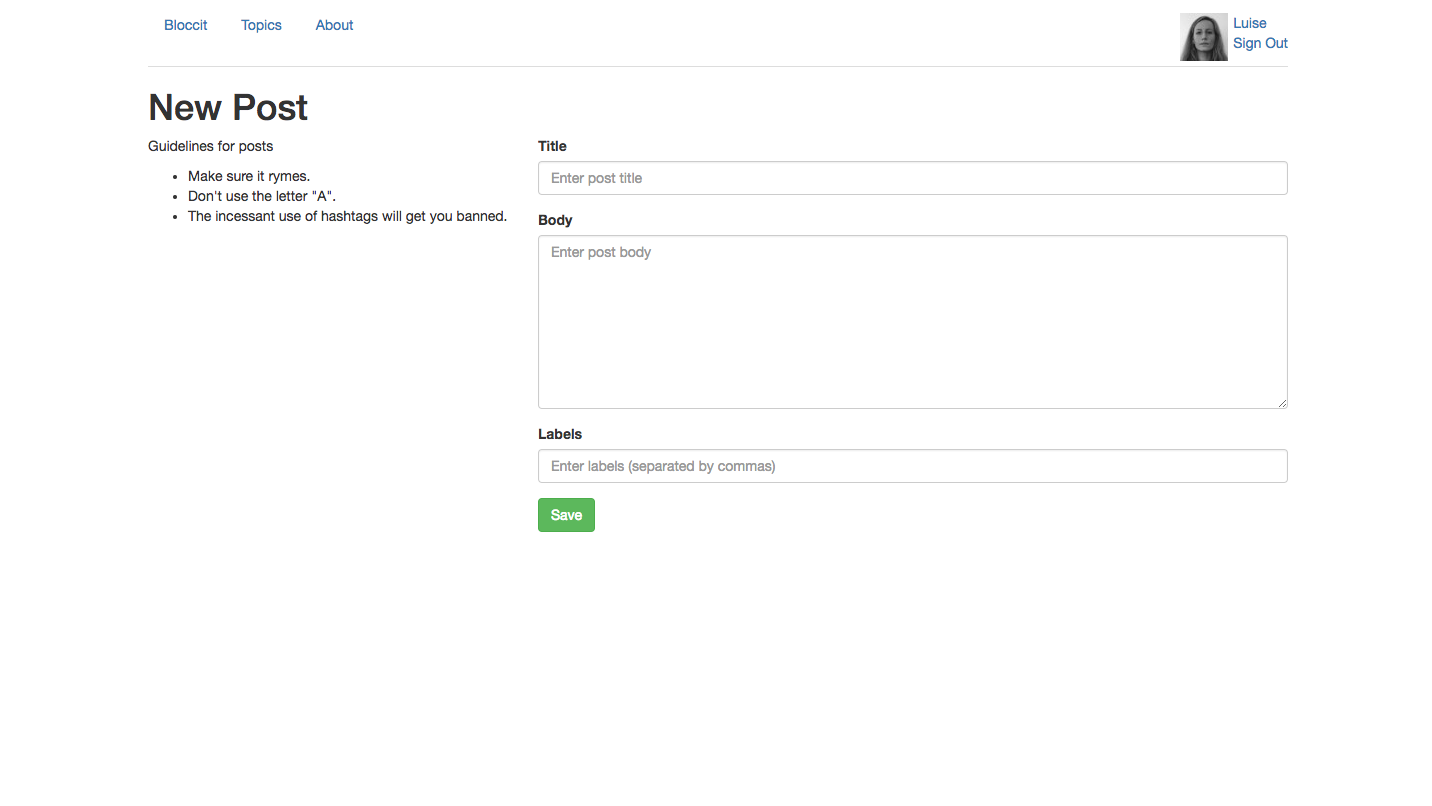 Bloccit Topics About Luise
Sign Out
New Post
Guidelines for posts
Make sure it rymes.
Don't use the letter "A".
The incessant use of hashtags will get you banned.
Title
Enter post title
Body
Enter post body
Labels
Enter labels (separated by commas)
Save